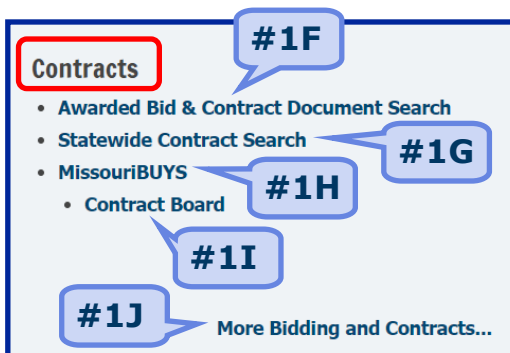 #1F
Contracts
Awarded Bid & Contract Document Search
Statewide Contract Search
#1G
MissouriBUYS
#1H
Contract Board
#1I
#1J
More Bidding and Contracts...